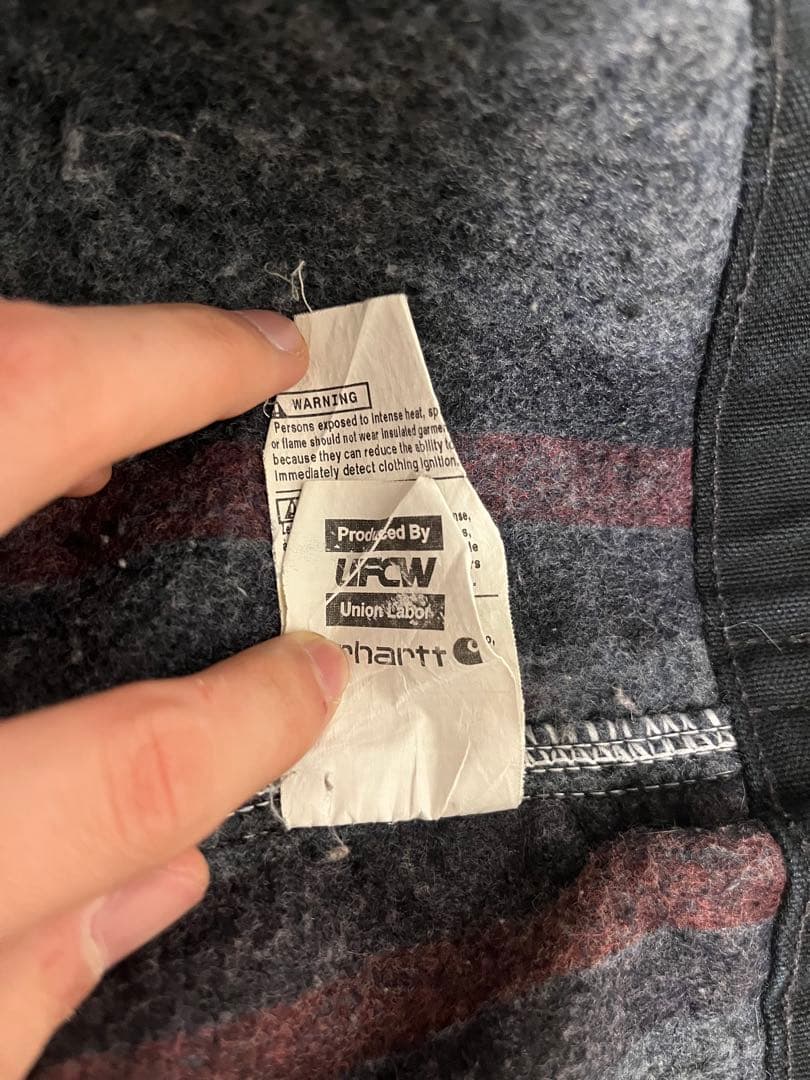 WARNING
Persons exposed to intense heat, sp
or flame should not wear insulated garme
because they can reduce the ability to
immediately detect clothing ignition.
Produced By
UFCW
Union Labor
hartt